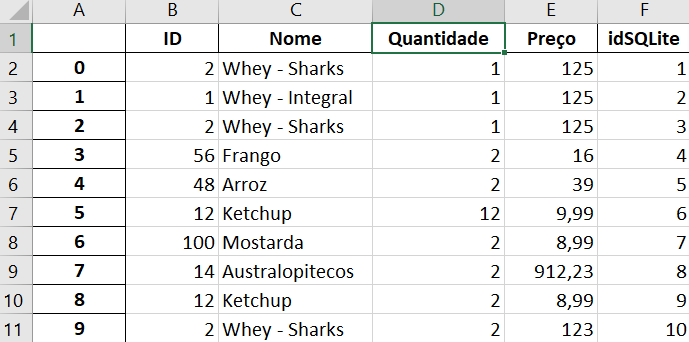 A B C D E F
1 ID Nome Quantidade Preço idSQLite
2 0 2 Whey - Sharks 1 125 1
3 1 1 Whey - Integral 1 125 2
4 2 2 Whey - Sharks 1 125 3
5 3 56 Frango 2 16 4
6 4 48 Arroz 2 39 5
7 5 12 Ketchup 12 9,99 6
8 6 100 Mostarda 2 8,99 7
9 7 14 Australopitecos 2 912,23 8
10 8 12 Ketchup 2 8,99 9
11 9 2 Whey - Sharks 2 123 10